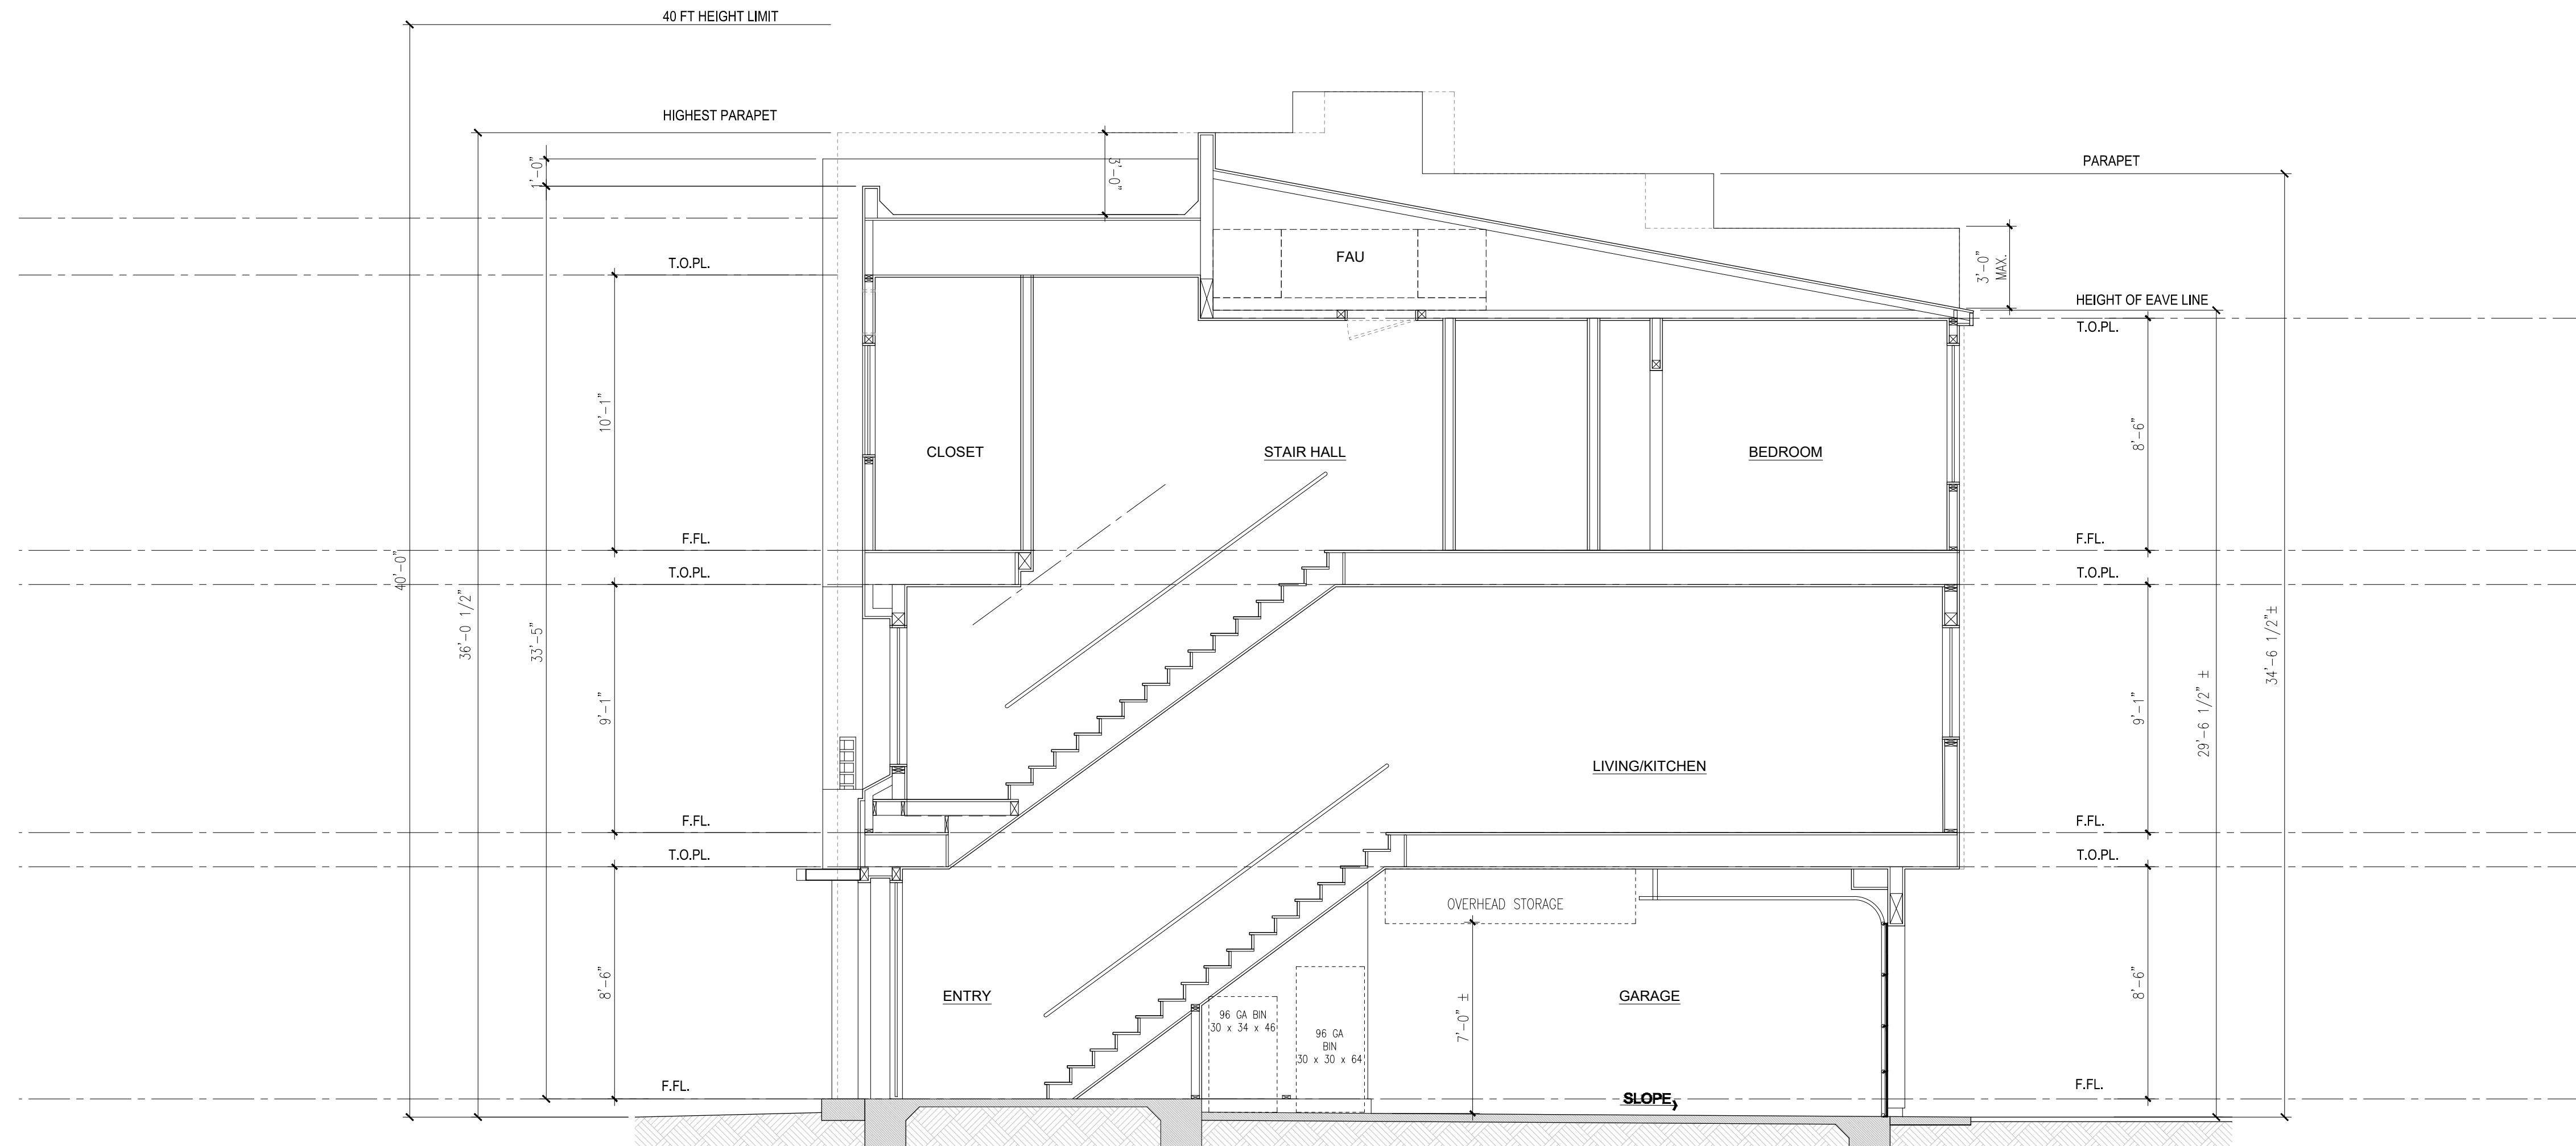 40 FT HEIGHT LIMIT
HIGHEST PARAPET
1'-0"
3'-0"
PARAPET
T.O.PL.
FAU
3'-0"
MAX.
HEIGHT OF EAVE LINE
T.O.PL.
10'-1"
CLOSET
STAIR HALL
BEDROOM
8'-6"
F.FL.
F.FL.
T.O.PL.
T.O.PL.
40'-0"
36'-0 1/2"
33'-5"
34'-6 1/2"±
29'-6 1/2" ±
9'-1"
9'-1"
LIVING/KITCHEN
F.FL.
F.FL.
T.O.PL.
T.O.PL.
OVERHEAD STORAGE
8'-6"
ENTRY
GARAGE
8'-6"
7'-0" ±
96 GA BIN
30 x 34 x 46
96 GA
BIN
30 x 30 x 64
F.FL.
SLOPE
F.FL.